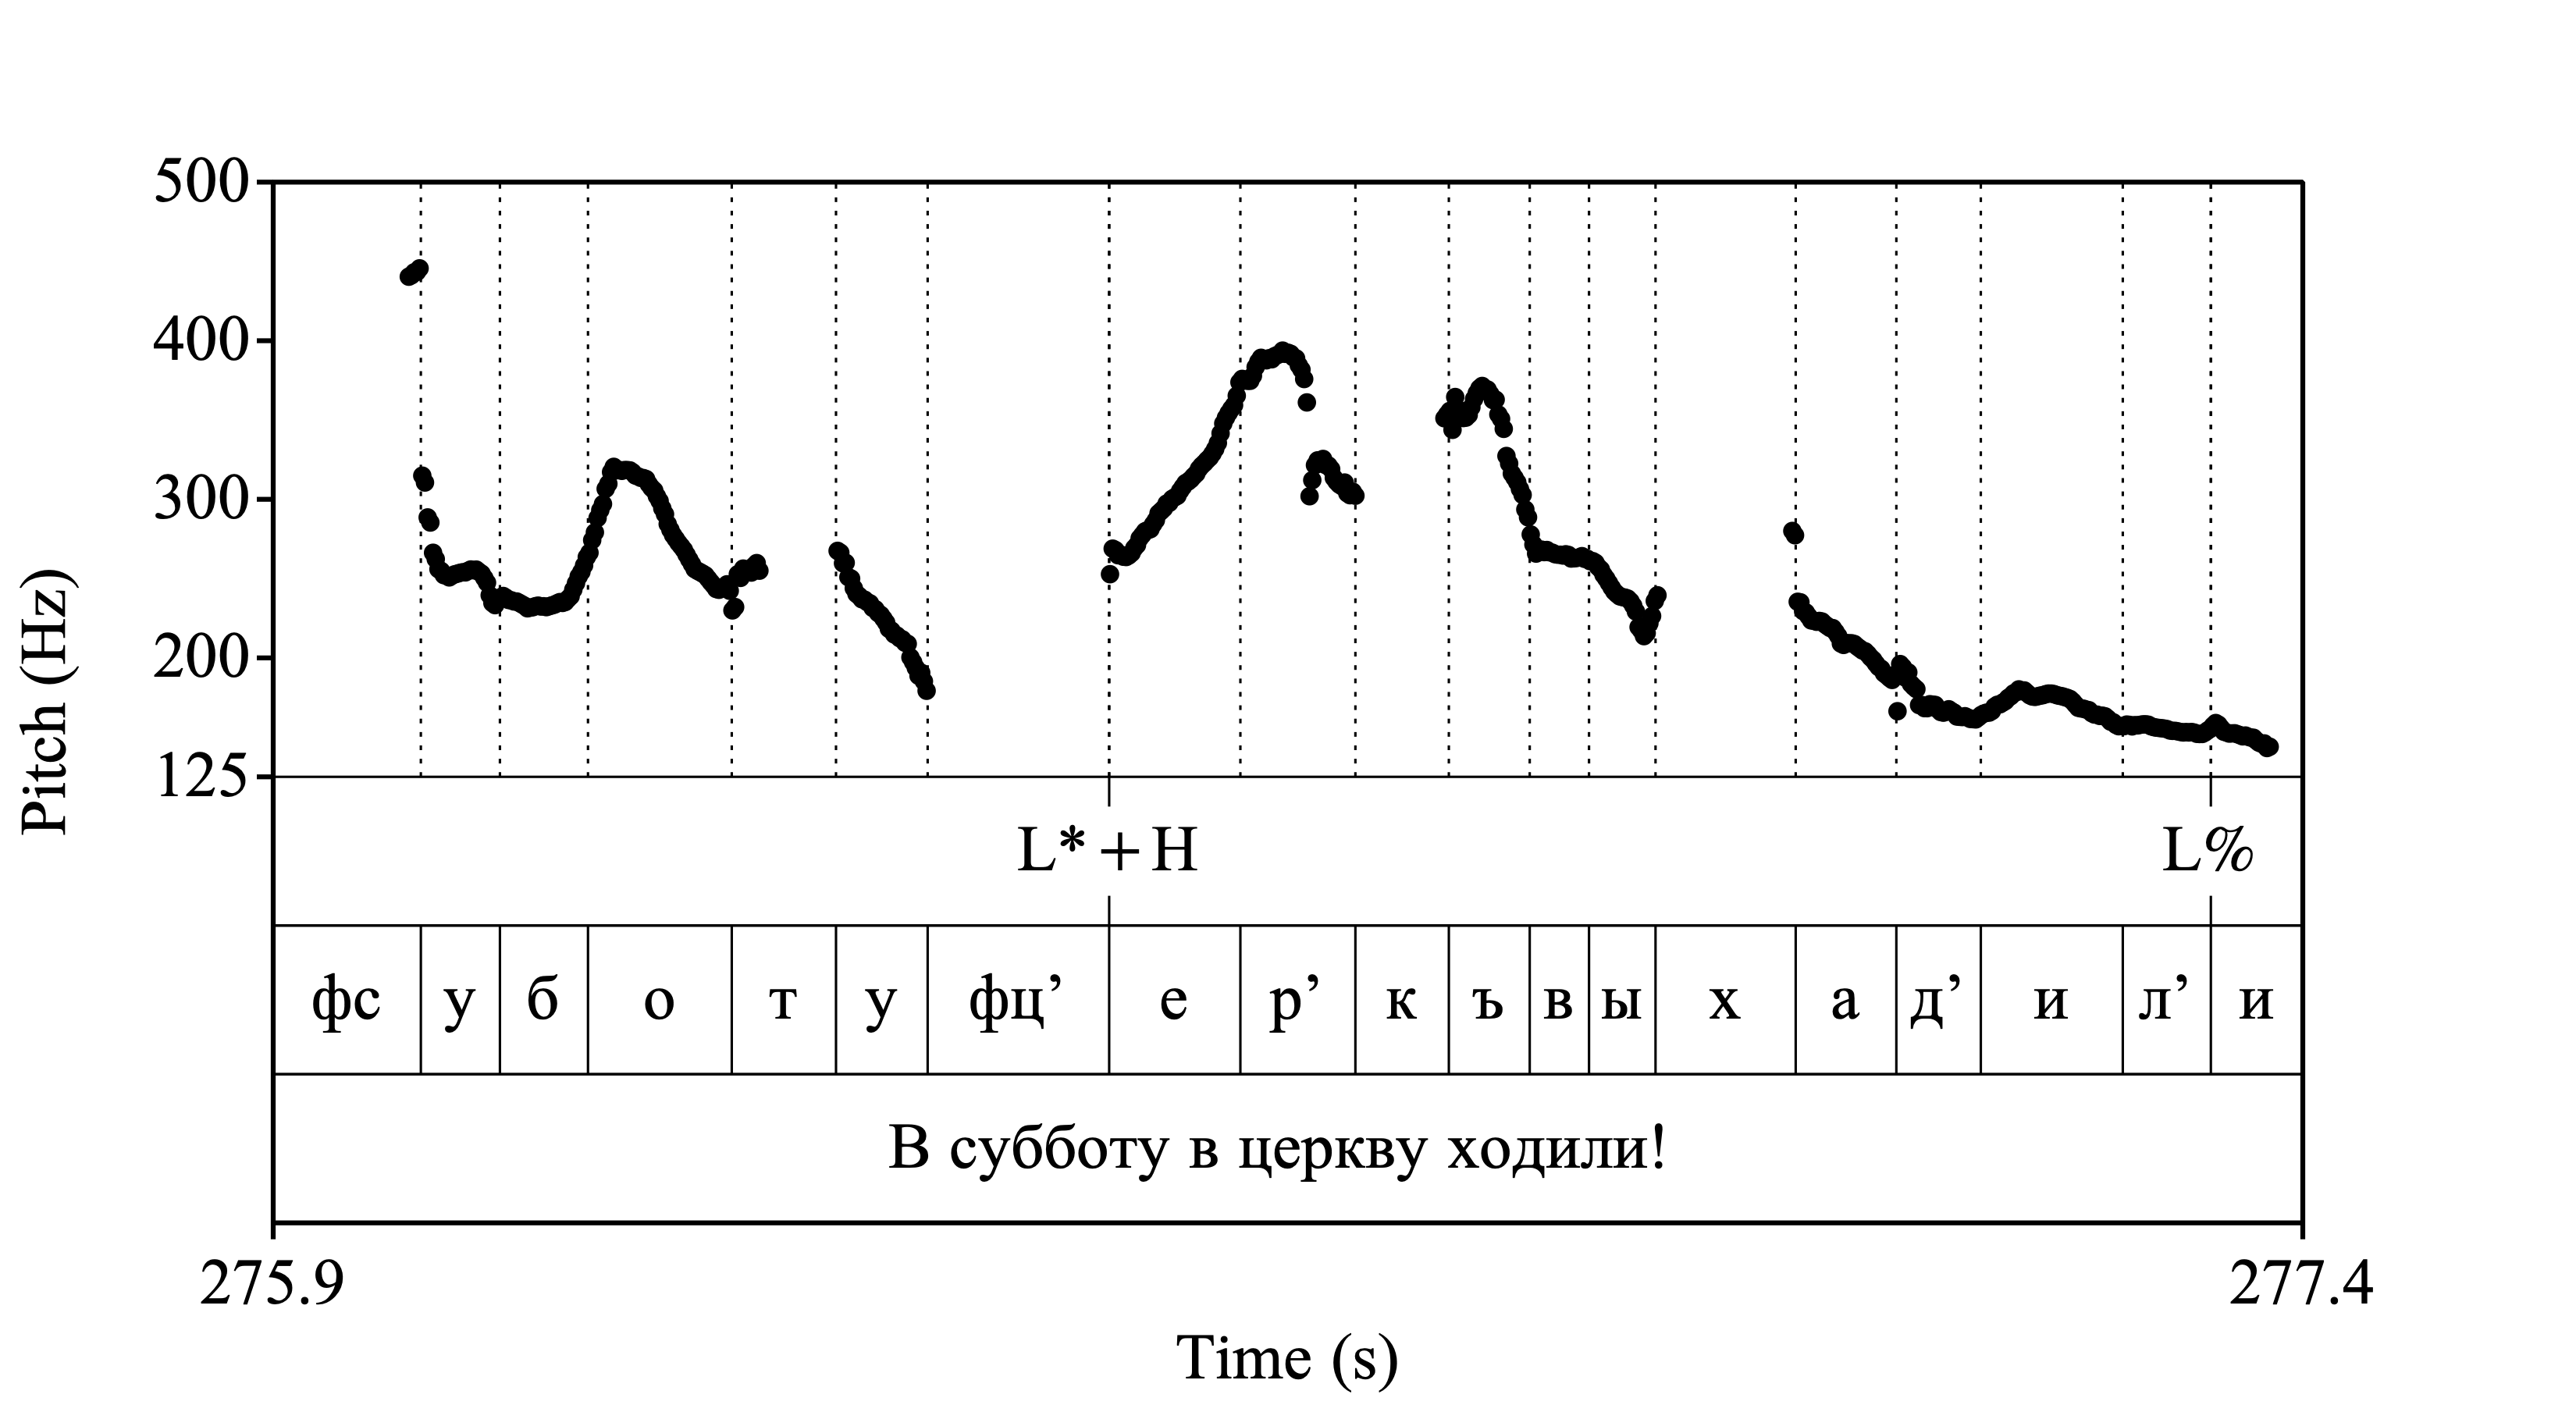 500
400
300
200
125
Pitch (Hz)
L*+H L%
фс у б о т у фц’ е р’ к ъ в ы х а д’ и л’ и
В субботу в церкву ходили!
275.9 277.4
Time (s)